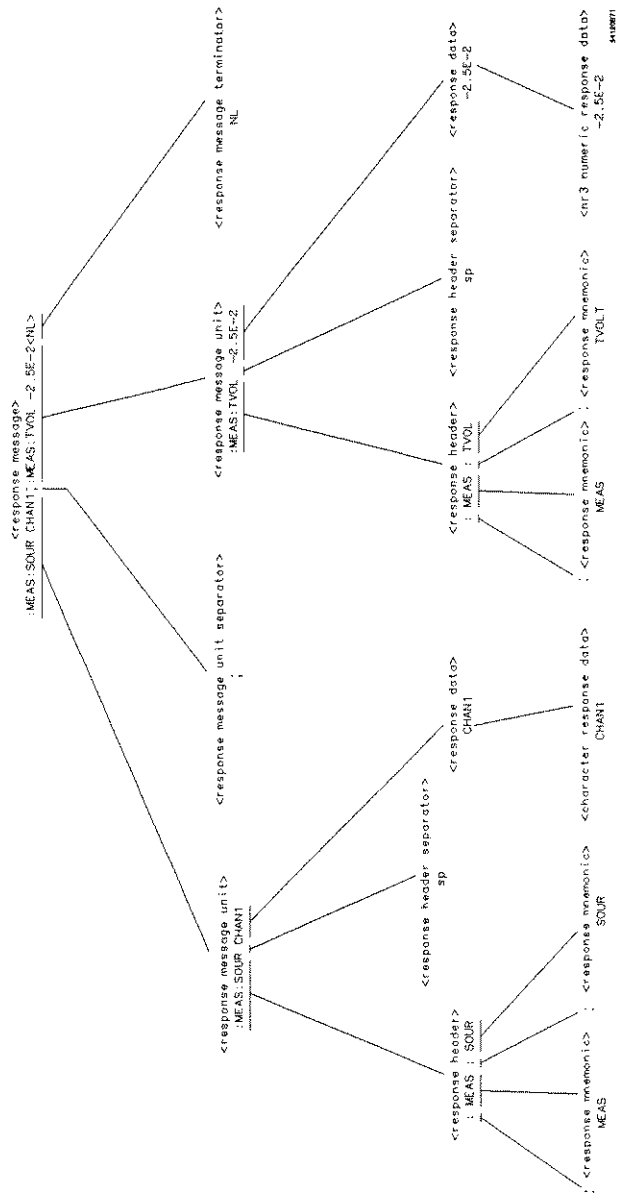 <response message>
:MEAS:SOUR CHAN1;:MEAS:TVOL -2.5E-2<NL>
<response message unit>
:MEAS:SOUR CHAN1
<response message unit separator>
;
<response message unit>
:MEAS:TVOL -2.5E-2
<response message terminator>
NL
<response header>
: MEAS : SOUR
<response header separator>
sp
<response data>
CHAN1
<response header>
: MEAS : TVOL
<response header separator>
sp
<response data>
-2.5E-2
: <response mnemonic> : <response mnemonic>
MEAS SOUR
<character response data>
CHAN1
: <response mnemonic> : <response mnemonic>
MEAS TVOLT
<nr3 numeric response data>
-2.5E-2